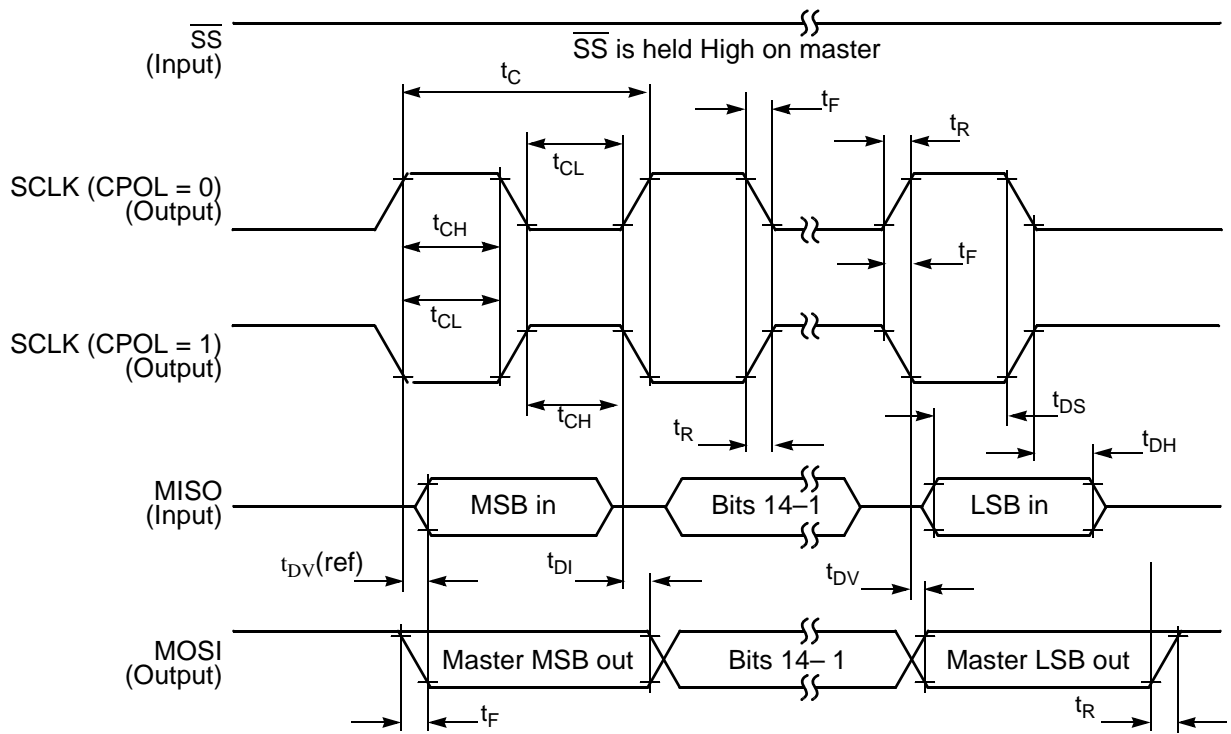 SS
(Input)
SS is held High on master
tC
tF
tR
tCL
SCLK (CPOL = 0)
(Output)
tCH
tF
tCL
SCLK (CPOL = 1)
(Output)
tCH
tR
tDS
tDH
MISO
(Input)
MSB in
Bits 14–1
LSB in
tDV(ref)
tDI
tDV
MOSI
(Output)
Master MSB out
Bits 14– 1
Master LSB out
tF
tR